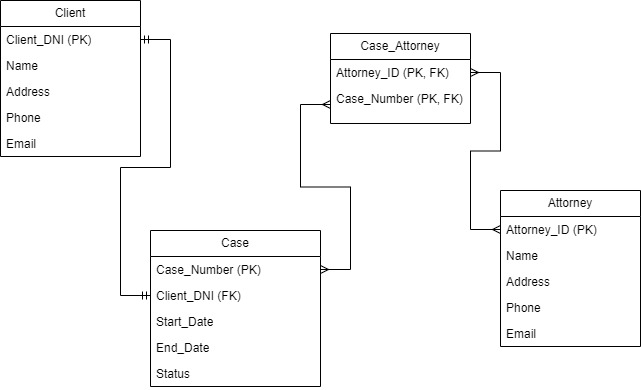 Client
Client_DNI (PK)
Name
Address
Phone
Email
Case_Attorney
Attorney_ID (PK, FK)
Case_Number (PK, FK)
Case
Case_Number (PK)
Client_DNI (FK)
Start_Date
End_Date
Status
Attorney
Attorney_ID (PK)
Name
Address
Phone
Email